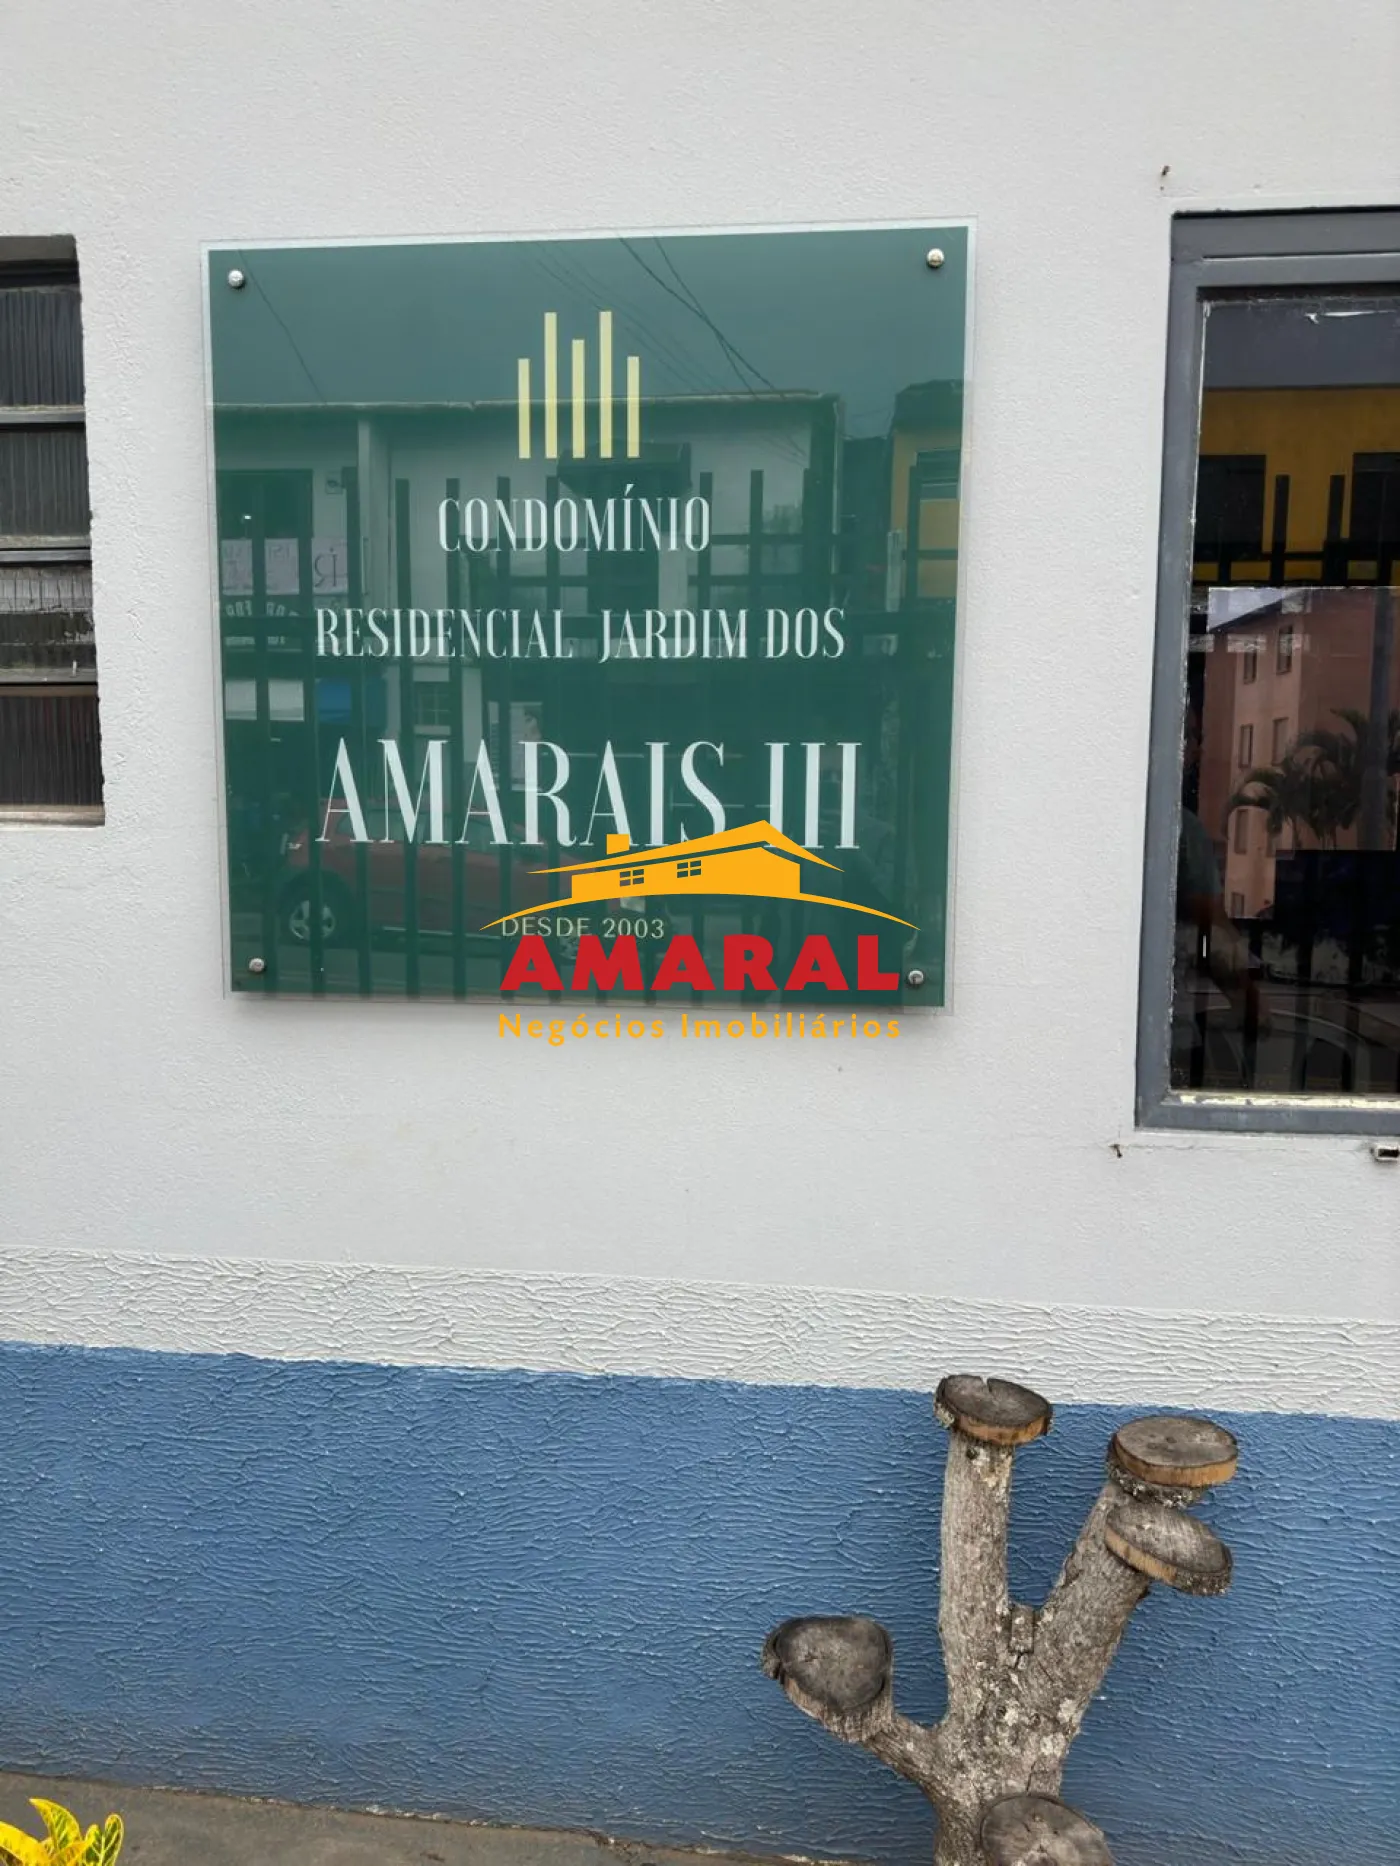 CONDOMÍNIO
RESIDENCIAL JARDIM DOS
AMARAIS III
DESDE 2003
AMARAL
Negócios Imobiliários